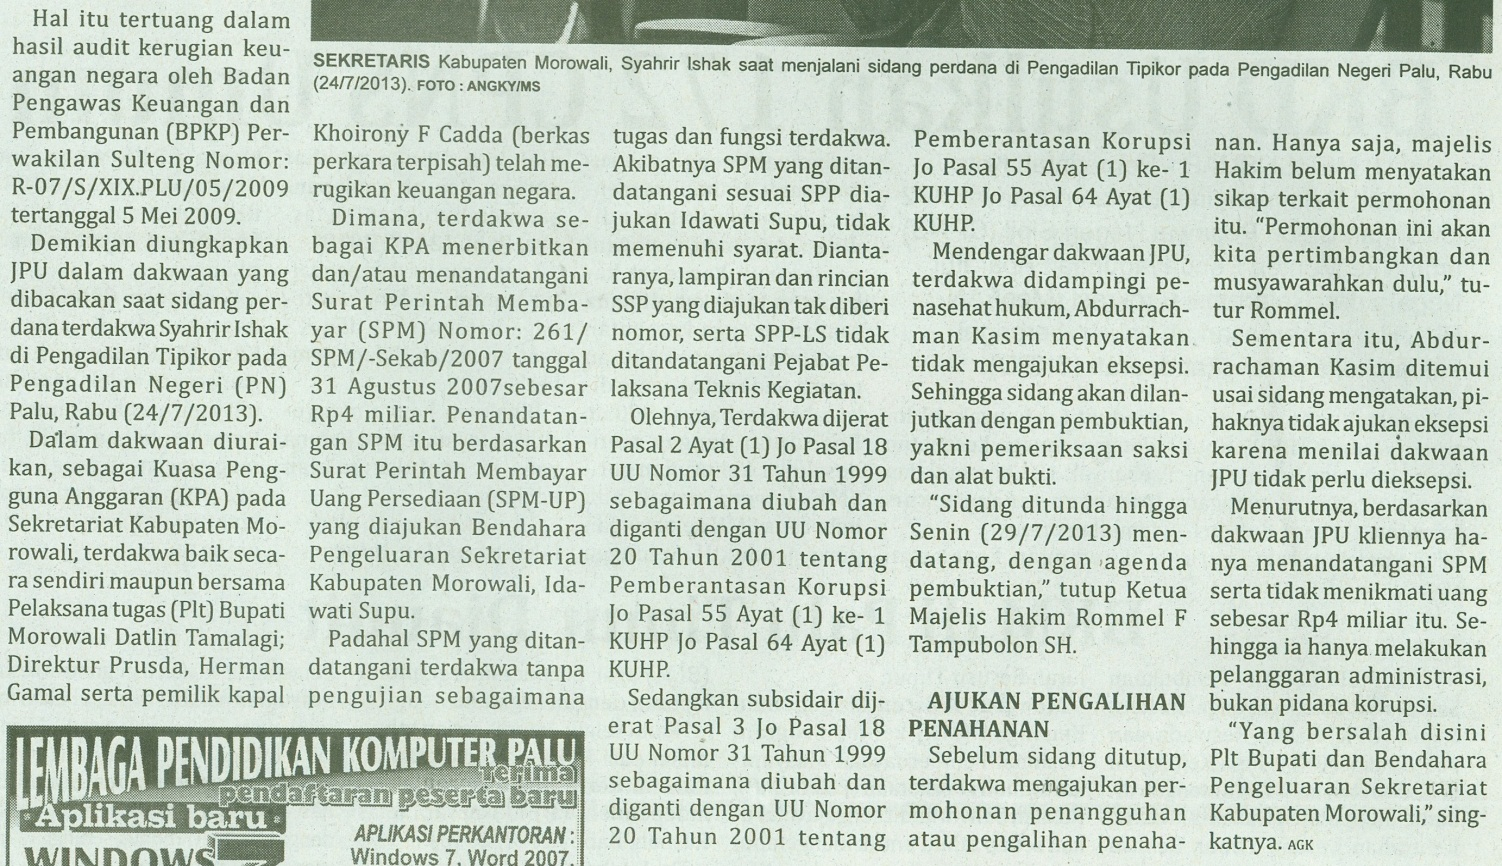 SEKRETARIS Kabupaten Morowali, Syahrir Ishak saat menjalani sidang perdana di Pengadilan Tipikor pada Pengadilan Negeri Palu, Rabu
(24/7/2013). FOTO : ANGKY/MS
Hal itu tertuang dalam
hasil audit kerugian keu-
angan negara oleh Badan
Pengawas Keuangan dan
Pembangunan (BPKP) Per-
wakilan Sulteng Nomor:
R-07/S/XIX.PLU/05/2009
tertanggal 5 Mei 2009.
Demikian diungkapkan
JPU dalam dakwaan yang
dibacakan saat sidang per-
dana terdakwa Syahrir Ishak
di Pengadilan Tipikor pada
Pengadilan Negeri (PN)
Palu, Rabu (24/7/2013).
Dalam dakwaan diurai-
kan, sebagai Kuasa Peng-
guna Anggaran (KPA) pada
Sekretariat Kabupaten Mo-
rowali, terdakwa baik seca-
ra sendiri maupun bersama
Pelaksana tugas (Plt) Bupati
Morowali Datlin Tamalagi;
Direktur Prusda, Herman
Gamal serta pemilik kapal
Khoirony F Cadda (berkas
perkara terpisah) telah me-
rugikan keuangan negara.
Dimana, terdakwa se-
bagai KPA menerbitkan
dan/atau menandatangani
Surat Perintah Memba-
yar (SPM) Nomor: 261/
SPM/-Sekab/2007 tanggal
31 Agustus 2007sebesar
Rp4 miliar. Penandatan-
gan SPM itu berdasarkan
Surat Perintah Membayar
Uang Persediaan (SPM-UP)
yang diajukan Bendahara
Pengeluaran Sekretariat
Kabupaten Morowali, Ida-
wati Supu.
Padahal SPM yang ditan-
datangani terdakwa tanpa
pengujian sebagaimana
tugas dan fungsi terdakwa.
Akibatnya SPM yang ditan-
datangani sesuai SPP dia-
jukan Idawati Supu, tidak
memenuhi syarat. Dianta-
ranya, lampiran dan rincian
SSP yang diajukan tak diberi
nomor, serta SPP-LS tidak
ditandatangani Pejabat Pe-
laksana Teknis Kegiatan.
Olehnya, Terdakwa dijerat
Pasal 2 Ayat (1) Jo Pasal 18
UU Nomor 31 Tahun 1999
sebagaimana diubah dan
diganti dengan UU Nomor
20 Tahun 2001 tentang
Pemberantasan Korupsi
Jo Pasal 55 Ayat (1) ke- 1
KUHP Jo Pasal 64 Ayat (1)
KUHP.
Sedangkan subsidair dij-
erat Pasal 3 Jo Pasal 18
UU Nomor 31 Tahun 1999
sebagaimana diubah dan
diganti dengan UU Nomor
20 Tahun 2001 tentang
Pemberantasan Korupsi
Jo Pasal 55 Ayat (1) ke- 1
KUHP Jo Pasal 64 Ayat (1)
KUHP.
Mendengar dakwaan JPU,
terdakwa didampingi pe-
nasehat hukum, Abdurrach-
man Kasim menyatakan
tidak mengajukan eksepsi.
Sehingga sidang akan dilan-
jutkan dengan pembuktian,
yakni pemeriksaan saksi
dan alat bukti.
“Sidang ditunda hingga
Senin (29/7/2013) men-
datang, dengan agenda
pembuktian,” tutup Ketua
Majelis Hakim Rommel F
Tampubolon SH.
AJUKAN PENGALIHAN
PENAHANAN
Sebelum sidang ditutup,
terdakwa mengajukan per-
mohonan penangguhan
atau pengalihan penaha-
nan. Hanya saja, majelis
Hakim belum menyatakan
sikap terkait permohonan
itu. “Permohonan ini akan
kita pertimbangkan dan
musyawarahkan dulu,” tu-
tur Rommel.
Sementara itu, Abdur-
rachaman Kasim ditemui
usai sidang mengatakan, pi-
haknya tidak ajukan eksepsi
karena menilai dakwaan
JPU tidak perlu dieksepsi.
Menurutnya, berdasarkan
dakwaan JPU kliennya ha-
nya menandatangani SPM
serta tidak menikmati uang
sebesar Rp4 miliar itu. Se-
hingga ia hanya melakukan
pelanggaran administrasi,
bukan pidana korupsi.
“Yang bersalah disini
Plt Bupati dan Bendahara
Pengeluaran Sekretariat
Kabupaten Morowali,” sing-
katnya. AGK
LEMBAGA PENDIDIKAN KOMPUTER PALU
terima
pendaftaran peserta baru
Aplikasi baru
WINDOWS 7
APLIKASI PERKANTORAN :
Windows 7, Word 2007,